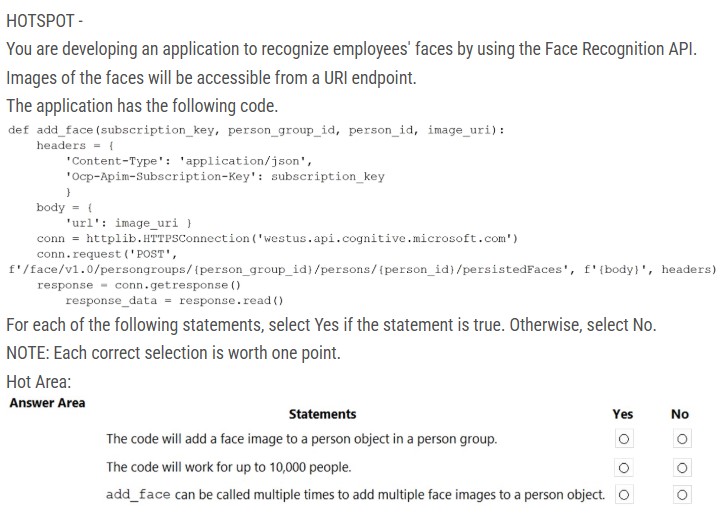 HOTSPOT -
You are developing an application to recognize employees' faces by using the Face Recognition API.
Images of the faces will be accessible from a URI endpoint.
The application has the following code.
def add_face(subscription_key, person_group_id, person_id, image_uri):
    headers = {
        'Content-Type': 'application/json',
        'Ocp-Apim-Subscription-Key': subscription_key
        }
    body = {
        'url': image_uri }
    conn = httplib.HTTPSConnection('westus.api.cognitive.microsoft.com')
    conn.request('POST',
f'/face/v1.0/persongroups/{person_group_id}/persons/{person_id}/persistedFaces', f'{body}', headers)
    response = conn.getresponse()
        response_data = response.read()
For each of the following statements, select Yes if the statement is true. Otherwise, select No.
NOTE: Each correct selection is worth one point.
Hot Area:
Answer Area
Statements Yes No
The code will add a face image to a person object in a person group.
The code will work for up to 10,000 people.
add_face can be called multiple times to add multiple face images to a person object.